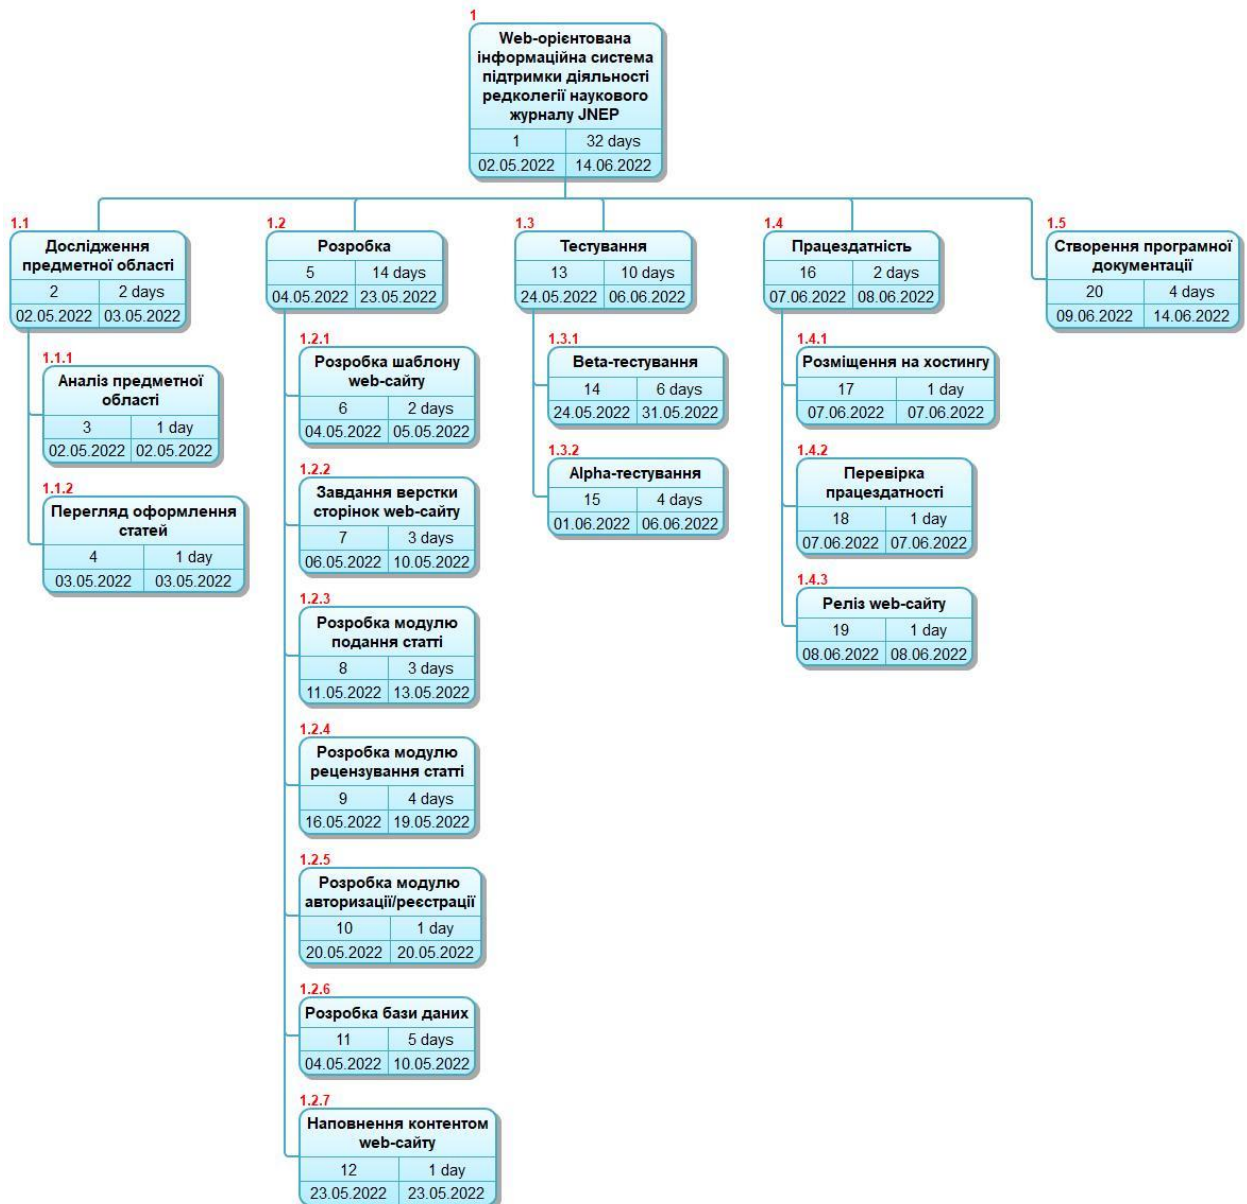 1
Web-орієнтована
інформаційна система
підтримки діяльності
редколегії наукового
журналу JNEP
1 32 days
02.05.2022 14.06.2022
1.1
Дослідження
предметної області
2 2 days
02.05.2022 03.05.2022
1.1.1
Аналіз предметної
області
3 1 day
02.05.2022 02.05.2022
1.1.2
Перегляд оформлення
статей
4 1 day
03.05.2022 03.05.2022
1.2
Розробка
5 14 days
04.05.2022 23.05.2022
1.2.1
Розробка шаблону
web-сайту
6 2 days
04.05.2022 05.05.2022
1.2.2
Завдання верстки
сторінок web-сайту
7 3 days
06.05.2022 10.05.2022
1.2.3
Розробка модулю
подання статті
8 3 days
11.05.2022 13.05.2022
1.2.4
Розробка модулю
рецензування статті
9 4 days
16.05.2022 19.05.2022
1.2.5
Розробка модулю
авторизації/реєстрації
10 1 day
20.05.2022 20.05.2022
1.2.6
Розробка бази даних
11 5 days
04.05.2022 10.05.2022
1.2.7
Наповнення контентом
web-сайту
12 1 day
23.05.2022 23.05.2022
1.3
Тестування
13 10 days
24.05.2022 06.06.2022
1.3.1
Beta-тестування
14 6 days
24.05.2022 31.05.2022
1.3.2
Alpha-тестування
15 4 days
01.06.2022 06.06.2022
1.4
Працездатність
16 2 days
07.06.2022 08.06.2022
1.4.1
Розміщення на хостингу
17 1 day
07.06.2022 07.06.2022
1.4.2
Перевірка
працездатності
18 1 day
07.06.2022 07.06.2022
1.4.3
Реліз web-сайту
19 1 day
08.06.2022 08.06.2022
1.5
Створення програмної
документації
20 4 days
09.06.2022 14.06.2022